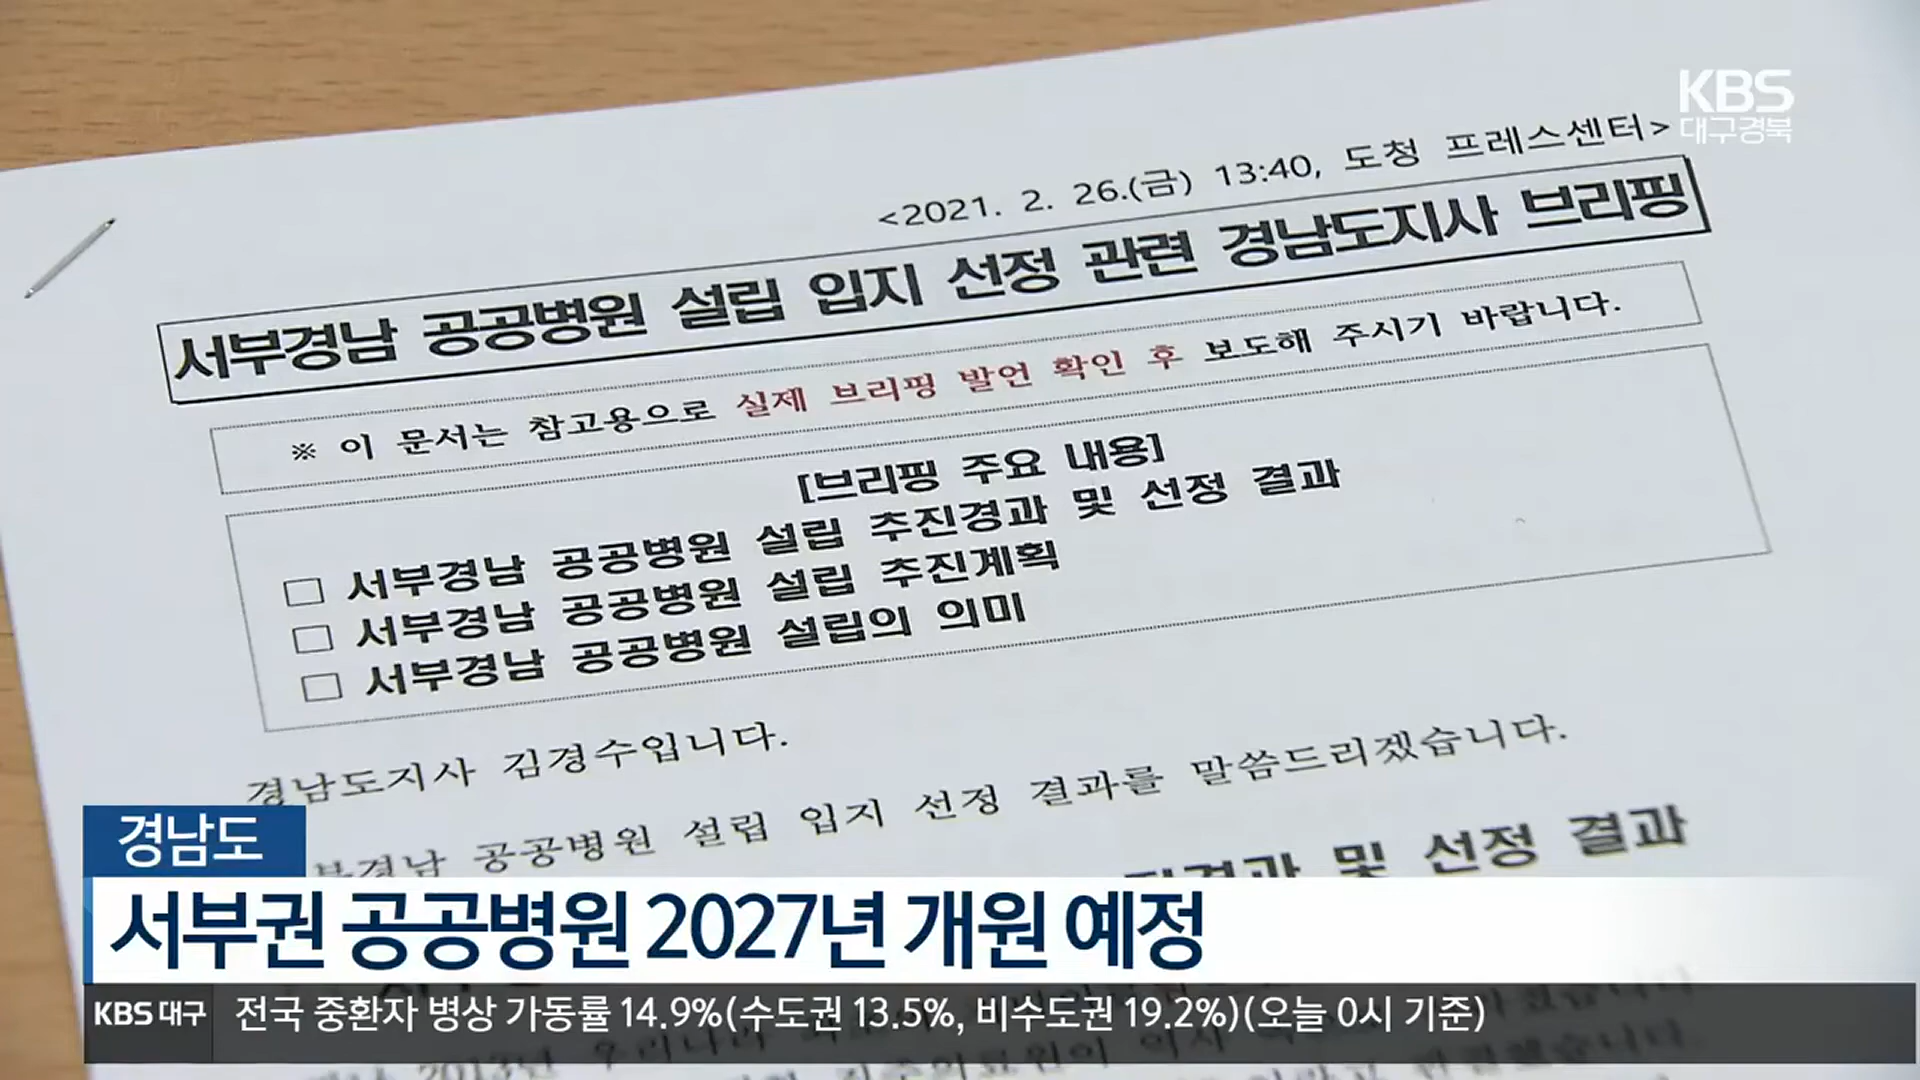 KBS
대구경북
<2021. 2. 26.(금) 13:40, 도청 프레스센터>
서부경남 공공병원 설립 입지 선정 관련 경남도지사 브리핑
※ 이 문서는 참고용으로 실제 브리핑 발언 확인 후 보도해 주시기 바랍니다.
[브리핑 주요 내용]
□ 서부경남 공공병원 설립 추진경과 및 선정 결과
□ 서부경남 공공병원 설립 추진계획
□ 서부경남 공공병원 설립의 의미
경남도지사 김경수입니다.
부경남 공공병원 설립 입지 선정 결과를 말씀드리겠습니다.
및 선정 결과
경남도
서부권 공공병원 2027년 개원 예정
KBS 대구 전국 중환자 병상 가동률 14.9%(수도권 13.5%, 비수도권 19.2%)(오늘 0시 기준)